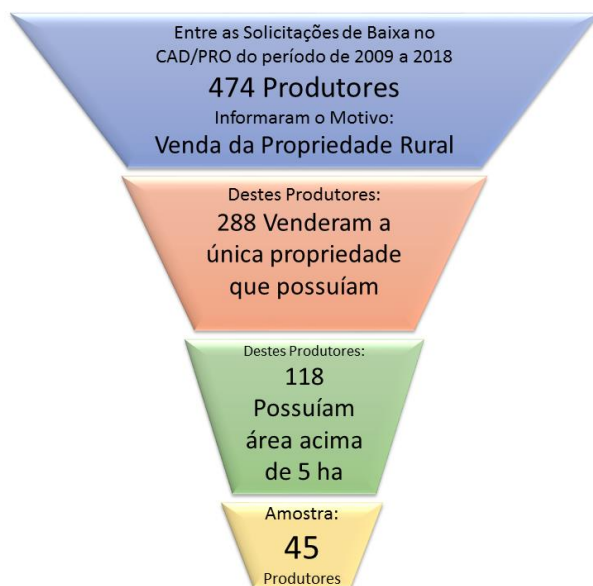 Entre as Solicitações de Baixa no
CAD/PRO do período de 2009 a 2018
474 Produtores
Informaram o Motivo:
Venda da Propriedade Rural
Destes Produtores:
288 Venderam a
única propriedade
que possuíam
Destes Produtores:
118
Possuíam
área acima
de 5 ha
Amostra:
45
Produtores